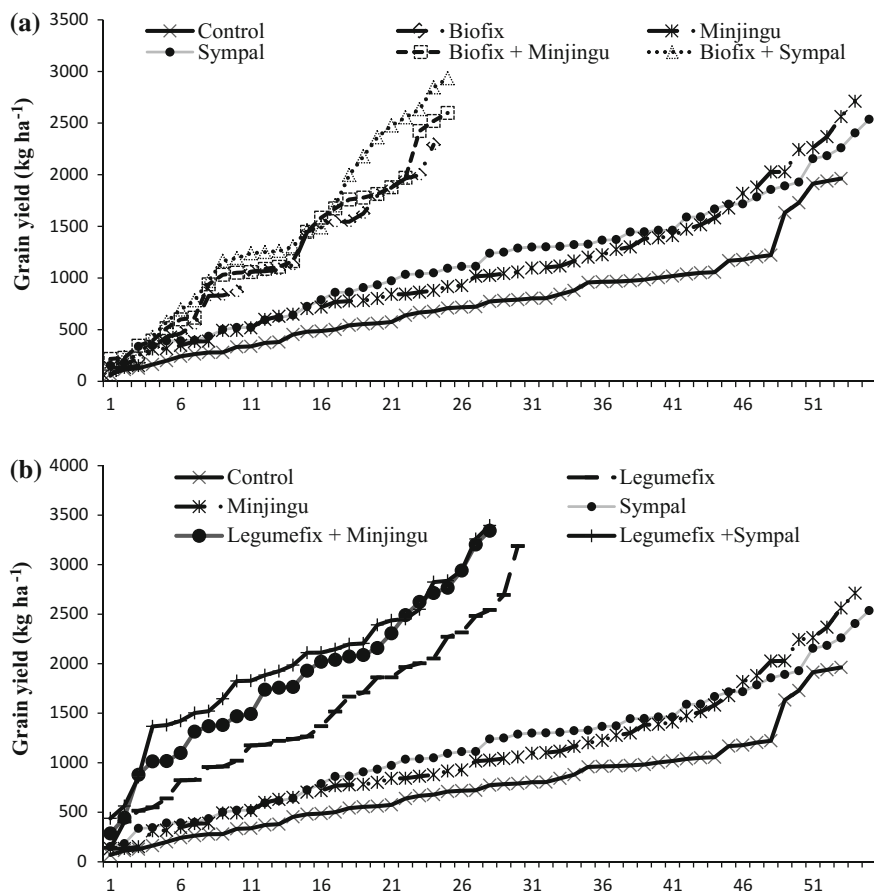 (a)
3500
3000
2500
2000
1500
1000
500
0
Grain yield (kg ha⁻¹)
Control
Biofix
Minjingu
Sympal
Biofix + Minjingu
Biofix + Sympal
1 6 11 16 21 26 31 36 41 46 51
(b)
4000
3500
3000
2500
2000
1500
1000
500
0
Grain yield (kg ha⁻¹)
Control
Legumefix
Minjingu
Sympal
Legumefix + Minjingu
Legumefix +Sympal
1 6 11 16 21 26 31 36 41 46 51